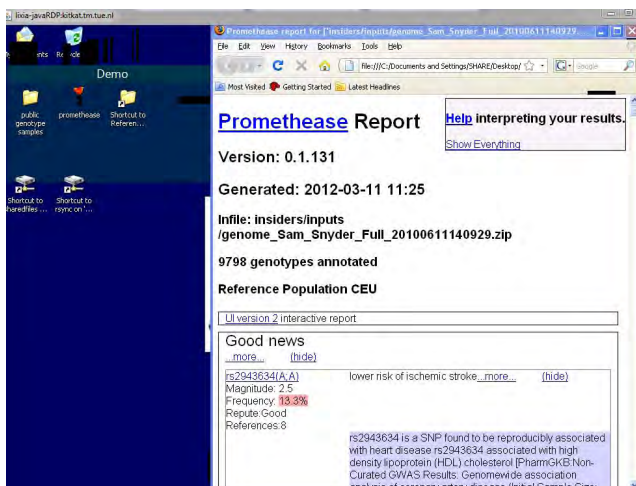 lixia-javaRDP:kitkat.tm.tue.nl
Demo
public genotype samples
promethease
Shortcut to Referen...
Shortcut to
Shortcut to
rsync on '...
Promethease report for ["insiders/inputs/genome_Sam_Snyder_Full_20100611140929...
File Edit View History Bookmarks Tools Help
file:///C:/Documents and Settings/SHARE/Desktop/
Google
Most Visited Getting Started Latest Headlines
Promethease Report
Help interpreting your results.
Show Everything
Version: 0.1.131
Generated: 2012-03-11 11:25
Infile: insiders/inputs
/genome_Sam_Snyder_Full_20100611140929.zip
9798 genotypes annotated
Reference Population CEU
UI version 2 interactive report
Good news
...more... (hide)
rs2943634(A;A) lower risk of ischemic stroke...more... (hide)
Magnitude: 2.5
Frequency: 13.3%
Repute:Good
References:8
rs2943634 is a SNP found to be reproducibly associated
with heart disease rs2943634 associated with high
density lipoprotein (HDL) cholesterol [PharmGKB:Non-
Curated GWAS Results: Genomewide association